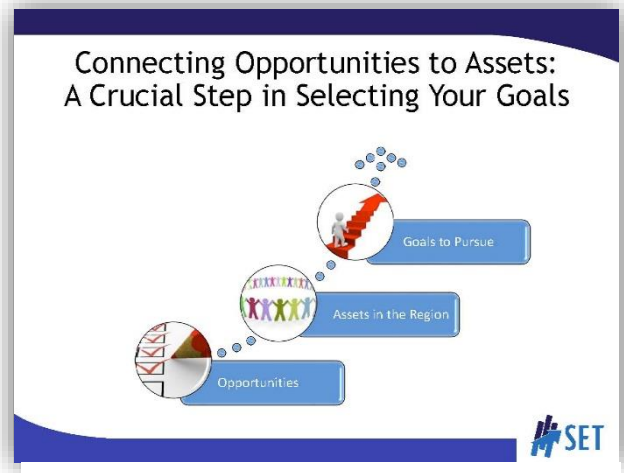 Connecting Opportunities to Assets:
A Crucial Step in Selecting Your Goals
Goals to Pursue
Assets in the Region
Opportunities
SET